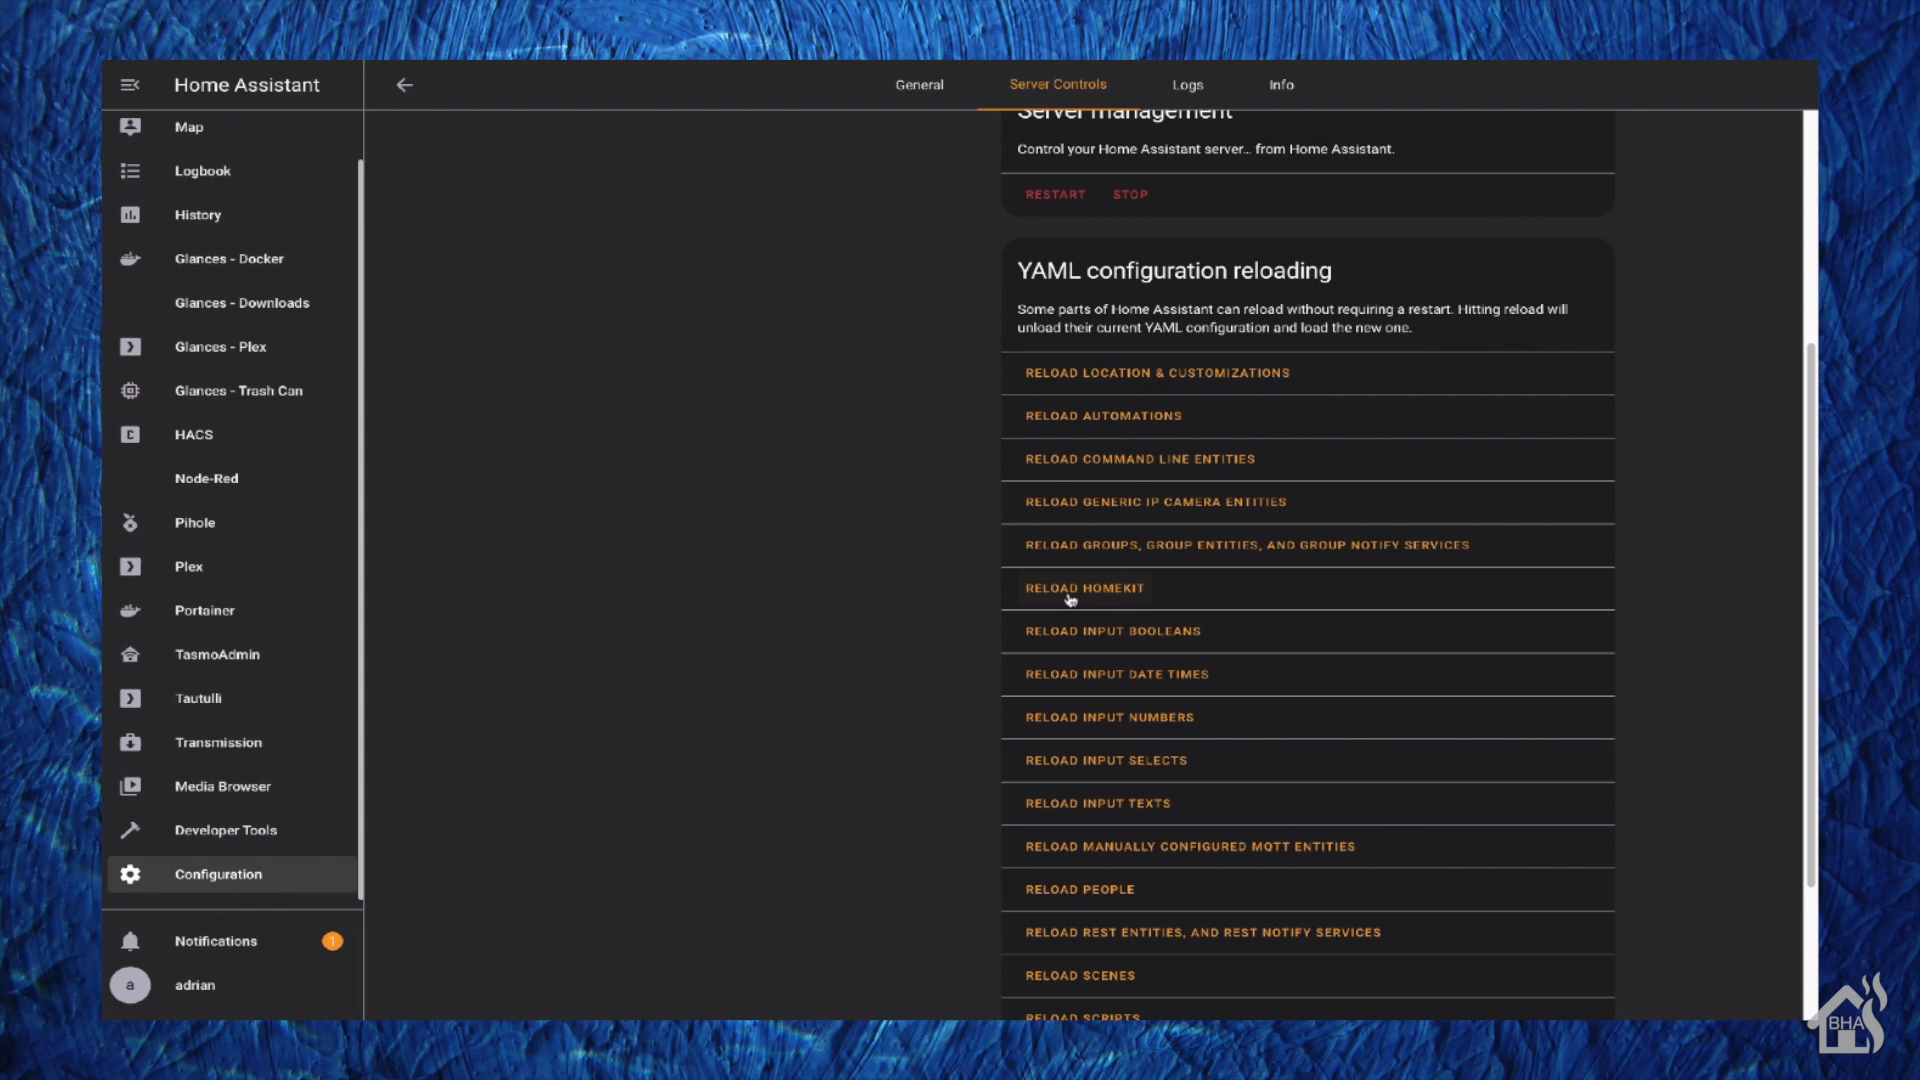 Home Assistant
General
Server Controls
Logs
Info
Map
Logbook
History
Glances - Docker
Glances - Downloads
Glances - Plex
Glances - Trash Can
HACS
Node-Red
Pihole
Plex
Portainer
TasmoAdmin
Tautulli
Transmission
Media Browser
Developer Tools
Configuration
Notifications
1
a
adrian
Server management
Control your Home Assistant server... from Home Assistant.
RESTART
STOP
YAML configuration reloading
Some parts of Home Assistant can reload without requiring a restart. Hitting reload will
unload their current YAML configuration and load the new one.
RELOAD LOCATION & CUSTOMIZATIONS
RELOAD AUTOMATIONS
RELOAD COMMAND LINE ENTITIES
RELOAD GENERIC IP CAMERA ENTITIES
RELOAD GROUPS, GROUP ENTITIES, AND GROUP NOTIFY SERVICES
RELOAD HOMEKIT
RELOAD INPUT BOOLEANS
RELOAD INPUT DATE TIMES
RELOAD INPUT NUMBERS
RELOAD INPUT SELECTS
RELOAD INPUT TEXTS
RELOAD MANUALLY CONFIGURED MQTT ENTITIES
RELOAD PEOPLE
RELOAD REST ENTITIES, AND REST NOTIFY SERVICES
RELOAD SCENES
RELOAD SCRIPTS
BHA